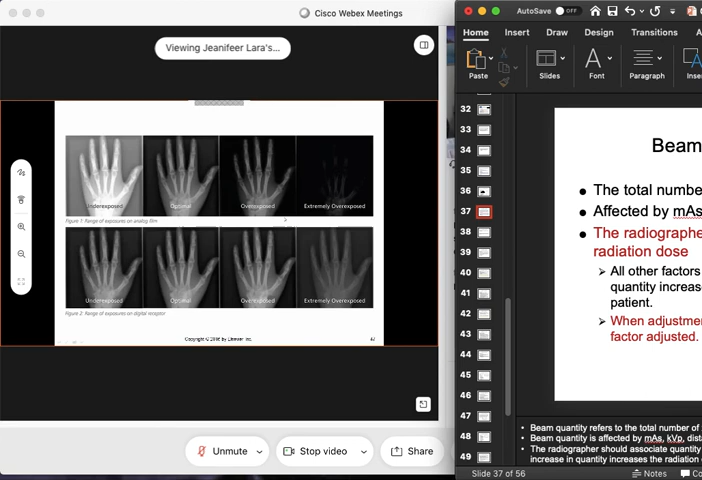 Cisco Webex Meetings
Viewing Jeanifeer Lara's...
Underexposed
Optimal
Overexposed
Extremely Overexposed
Figure 1: Range of exposures on analog film
Underexposed
Optimal
Overexposed
Extremely Overexposed
Figure 2: Range of exposures on digital receptor
Copyright © 2018 by Elsevier Inc.
Unmute
Stop video
Share
AutoSave OFF
Home
Insert
Draw
Design
Transitions
A
Paste
Slides
Font
Paragraph
Inser
32
33
34
35
36
37
38
39
40
41
42
43
44
45
46
47
48
49
Beam
The total numbe
Affected by mAs
The radiographe
radiation dose
All other factors
quantity increase
patient.
When adjustmen
factor adjusted.
• Beam quantity refers to the total number of
• Beam quantity is affected by mAs, kVp, dist
• The radiographer should associate quantity
increase in quantity increases the radiation
Slide 37 of 56
Notes
Co